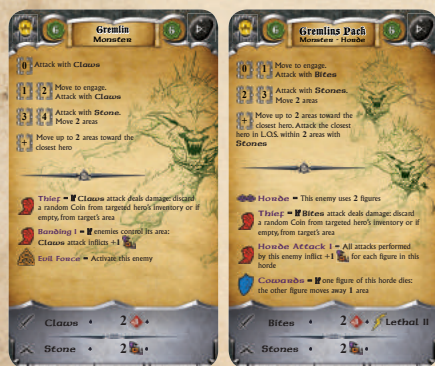 6
Gremlin
Monster
6
0 Attack with Claws
1 2 Move to engage.
Attack with Claws
3 4 Attack with Stone.
Move 2 areas
+ Move up to 2 areas toward the
closest hero
Thief - If Claws attack deals damage: discard
a random Coin from targeted hero's inventory or if
empty, from target's area
Banding 1 - If enemies control its area:
Claws attack inflicts +1
Evil Force - Activate this enemy
Claws • 2 •
Stone • 2
6
Gremlins Pack
Monster - Horde
6
0 1 Move to engage.
Attack with Bites
2 3 Attack with Stones.
Move 2 areas
+ Move up to 2 areas toward the
closest hero. Attack the closest
hero in L.O.S. within 2 areas with
Stones
Horde - This enemy uses 2 figures
Thief - If Bites attack deals damage: discard
a random Coin from targeted hero's inventory or if
empty, from target's area
Horde Attack 1 - All attacks performed
by this enemy inflict +1 for each figure in this
horde
Cowards - If one figure of this horde dies:
the other figure moves away 1 area
Bites • 2 • Lethal II
Stones • 2 •